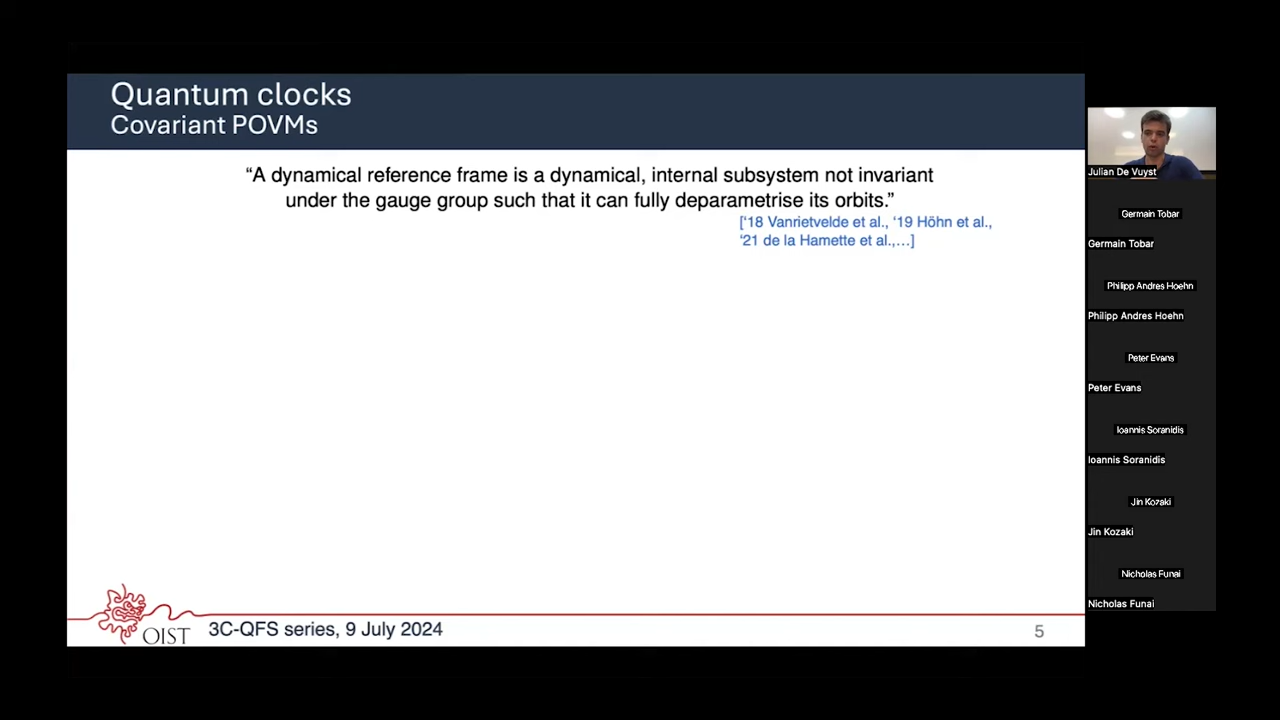 Quantum clocks
Covariant POVMs
“A dynamical reference frame is a dynamical, internal subsystem not invariant
under the gauge group such that it can fully deparametrise its orbits.”
[‘18 Vanrietvelde et al., ‘19 Höhn et al.,
‘21 de la Hamette et al.,…]
OIST
3C-QFS series, 9 July 2024
5
Julian De Vuyst
Germain Tobar
Germain Tobar
Philipp Andres Hoehn
Philipp Andres Hoehn
Peter Evans
Peter Evans
Ioannis Soranidis
Ioannis Soranidis
Jin Kozaki
Jin Kozaki
Nicholas Funai
Nicholas Funai